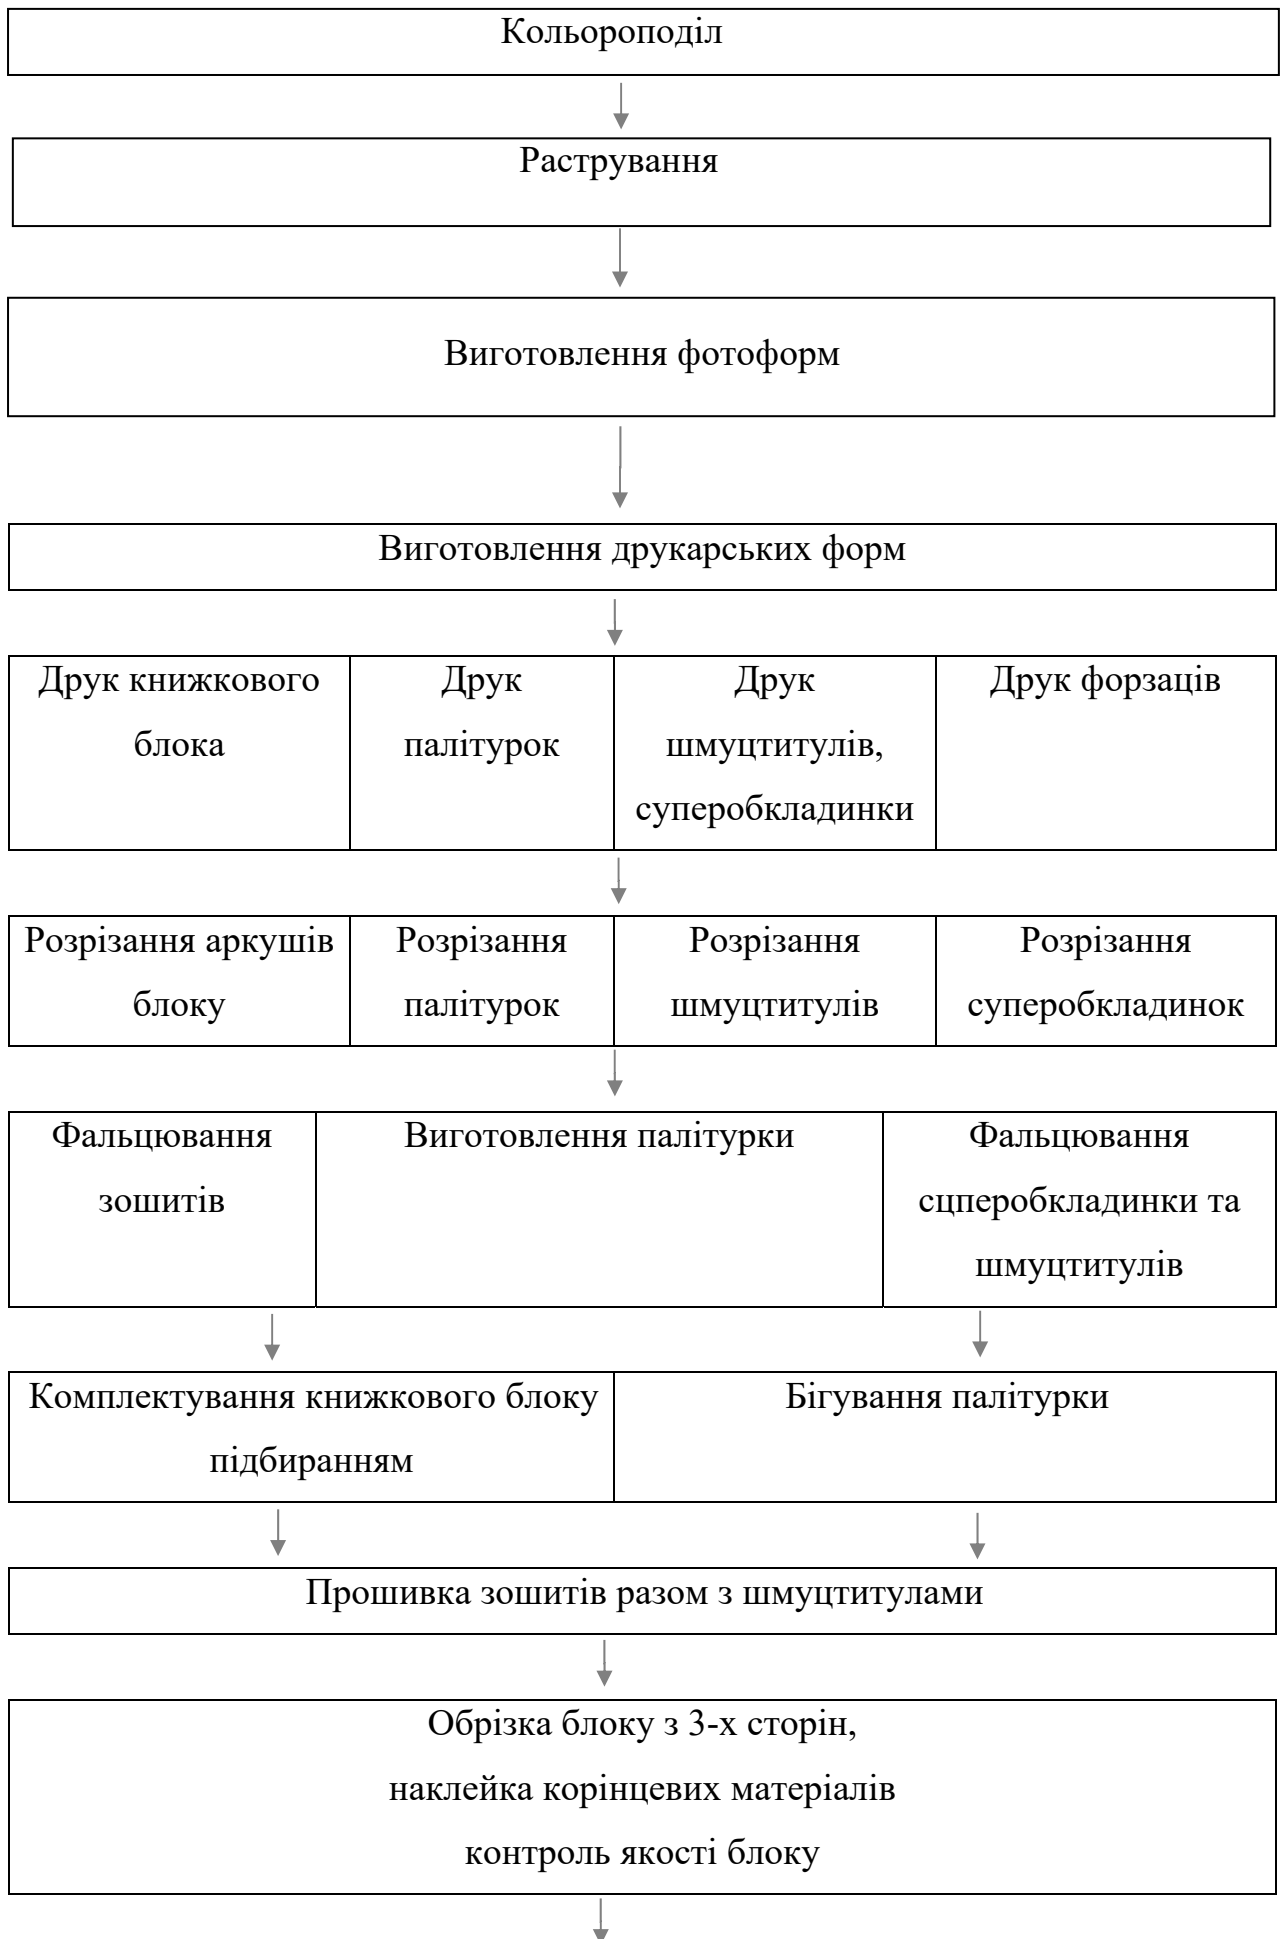 Кольороподіл
Растрування
Виготовлення фотоформ
Виготовлення друкарських форм
Друк книжкового
блока
Друк
палітурок
Друк
шмуцтитулів,
суперобкладинки
Друк форзаців
Розрізання аркушів
блоку
Розрізання
палітурок
Розрізання
шмуцтитулів
Розрізання
суперобкладинок
Фальцювання
зошитів
Виготовлення палітурки
Фальцювання
сцперобкладинки та
шмуцтитулів
Комплектування книжкового блоку
підбиранням
Бігування палітурки
Прошивка зошитів разом з шмуцтитулами
Обрізка блоку з 3-х сторін,
наклейка корінцевих матеріалів
контроль якості блоку